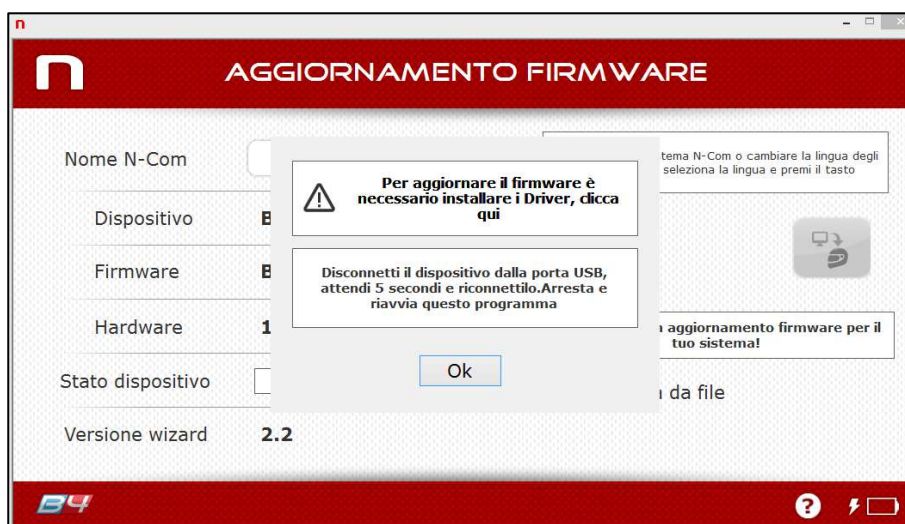 n
n AGGIORNAMENTO FIRMWARE
Nome N-Com
tema N-Com o cambiare la lingua degli
seleziona la lingua e premi il tasto
Per aggiornare il firmware è
necessario installare i Driver, clicca
qui
Dispositivo B
Firmware B
Disconnetti il dispositivo dalla porta USB,
attendi 5 secondi e riconnettilo.Arresta e
riavvia questo programma
Hardware 1
aggiornamento firmware per il
tuo sistema!
Ok
Stato dispositivo
da file
Versione wizard 2.2
B4
?